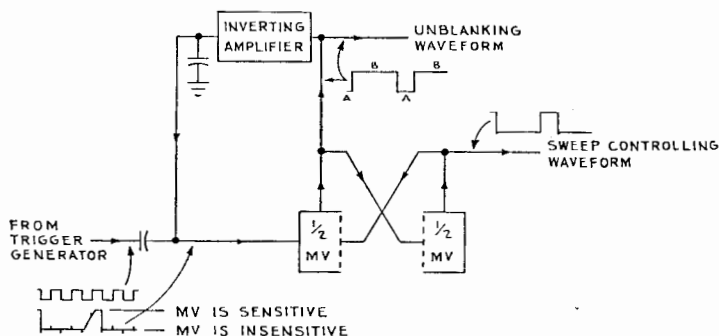 INVERTING
AMPLIFIER
UNBLANKING
WAVEFORM
B
B
A
A
SWEEP CONTROLLING
WAVEFORM
FROM
TRIGGER
GENERATOR
1/2
MV
1/2
MV
MV IS SENSITIVE
MV IS INSENSITIVE